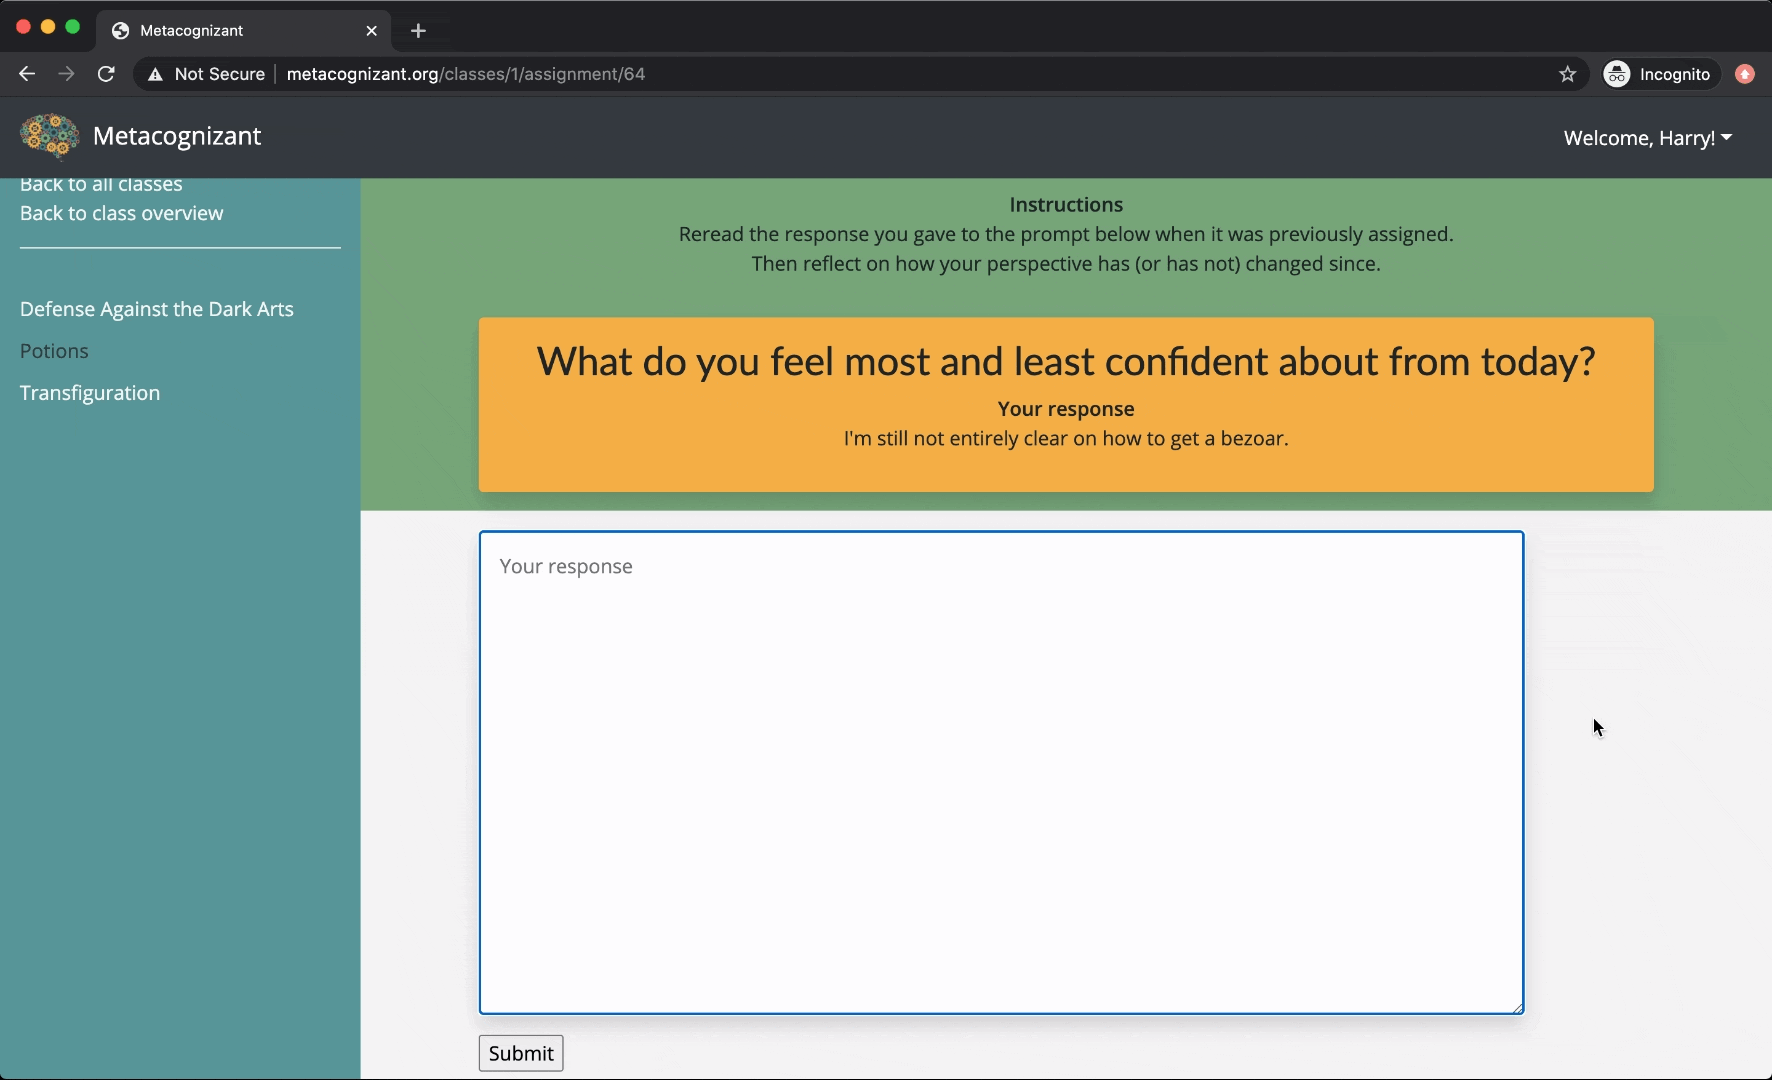 Metacognizant
Not Secure metacognizant.org/classes/1/assignment/64
Incognito
Metacognizant
Welcome, Harry!
Back to all classes
Back to class overview
Defense Against the Dark Arts
Potions
Transfiguration
Instructions
Reread the response you gave to the prompt below when it was previously assigned.
Then reflect on how your perspective has (or has not) changed since.
What do you feel most and least confident about from today?
Your response
I'm still not entirely clear on how to get a bezoar.
Your response
Submit